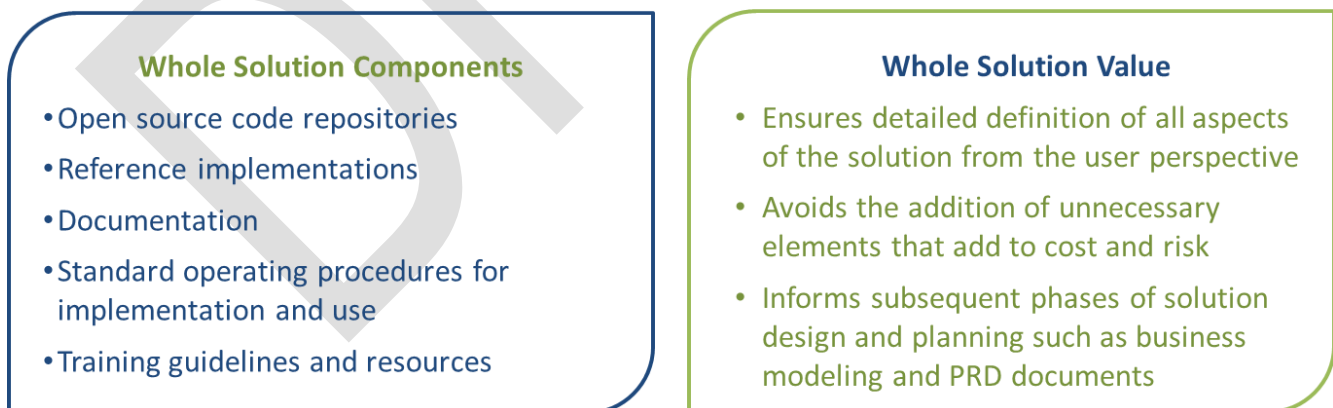 Whole Solution Components
•Open source code repositories
•Reference implementations
•Documentation
•Standard operating procedures for
implementation and use
•Training guidelines and resources
Whole Solution Value
• Ensures detailed definition of all aspects
of the solution from the user perspective
• Avoids the addition of unnecessary
elements that add to cost and risk
• Informs subsequent phases of solution
design and planning such as business
modeling and PRD documents